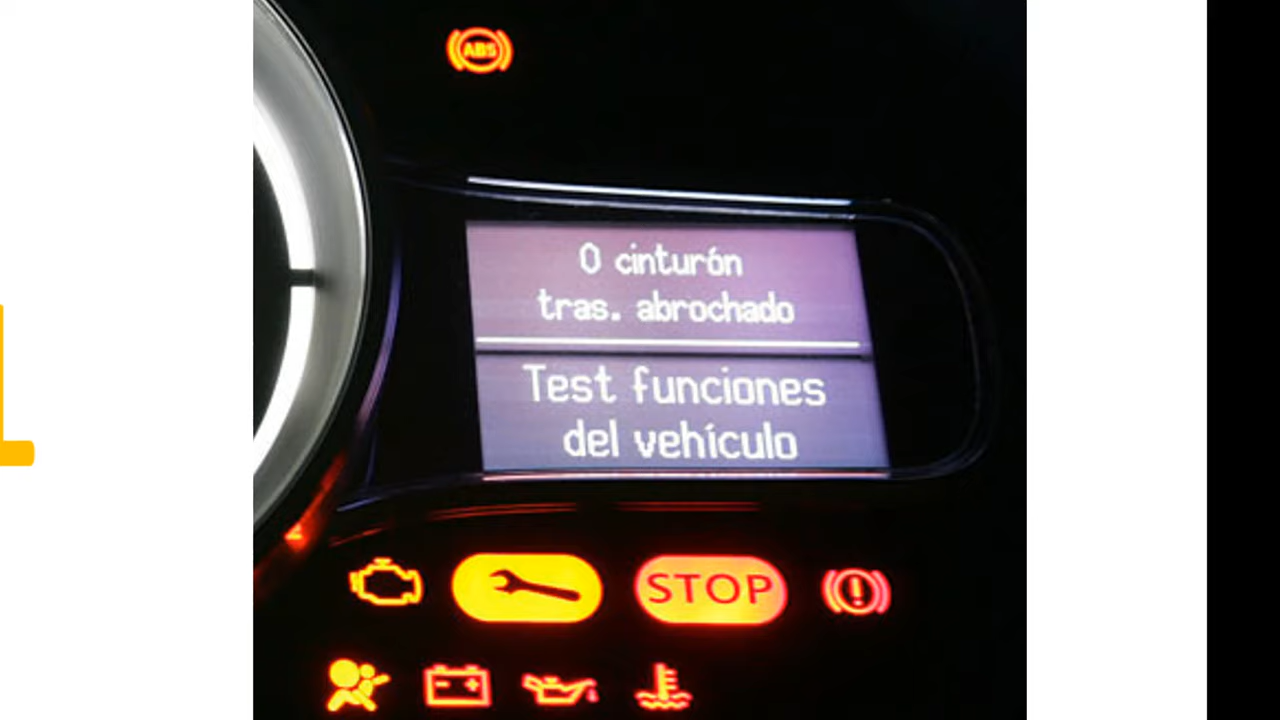 ABS
0 cinturón
tras. abrochado
Test funciones
del vehículo
STOP